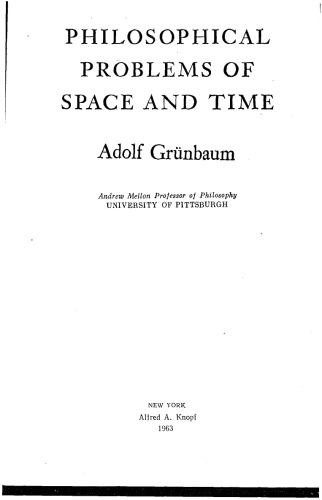 PHILOSOPHICAL
PROBLEMS OF
SPACE AND TIME
Adolf Grünbaum
Andrew Mellon Professor of Philosophy
UNIVERSITY OF PITTSBURGH
NEW YORK
Alfred A. Knopf
1963